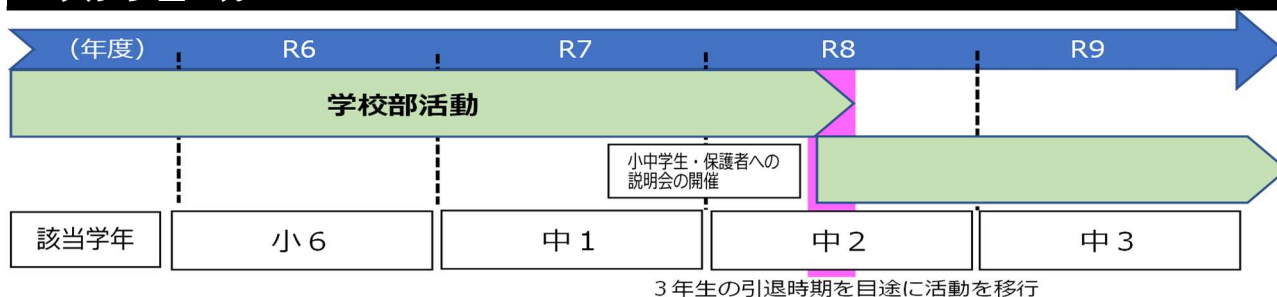 （年度） R6 R7 R8 R9
学校部活動
小中学生・保護者への
説明会の開催
該当学年 小６ 中１ 中２ 中３
３年生の引退時期を目途に活動を移行